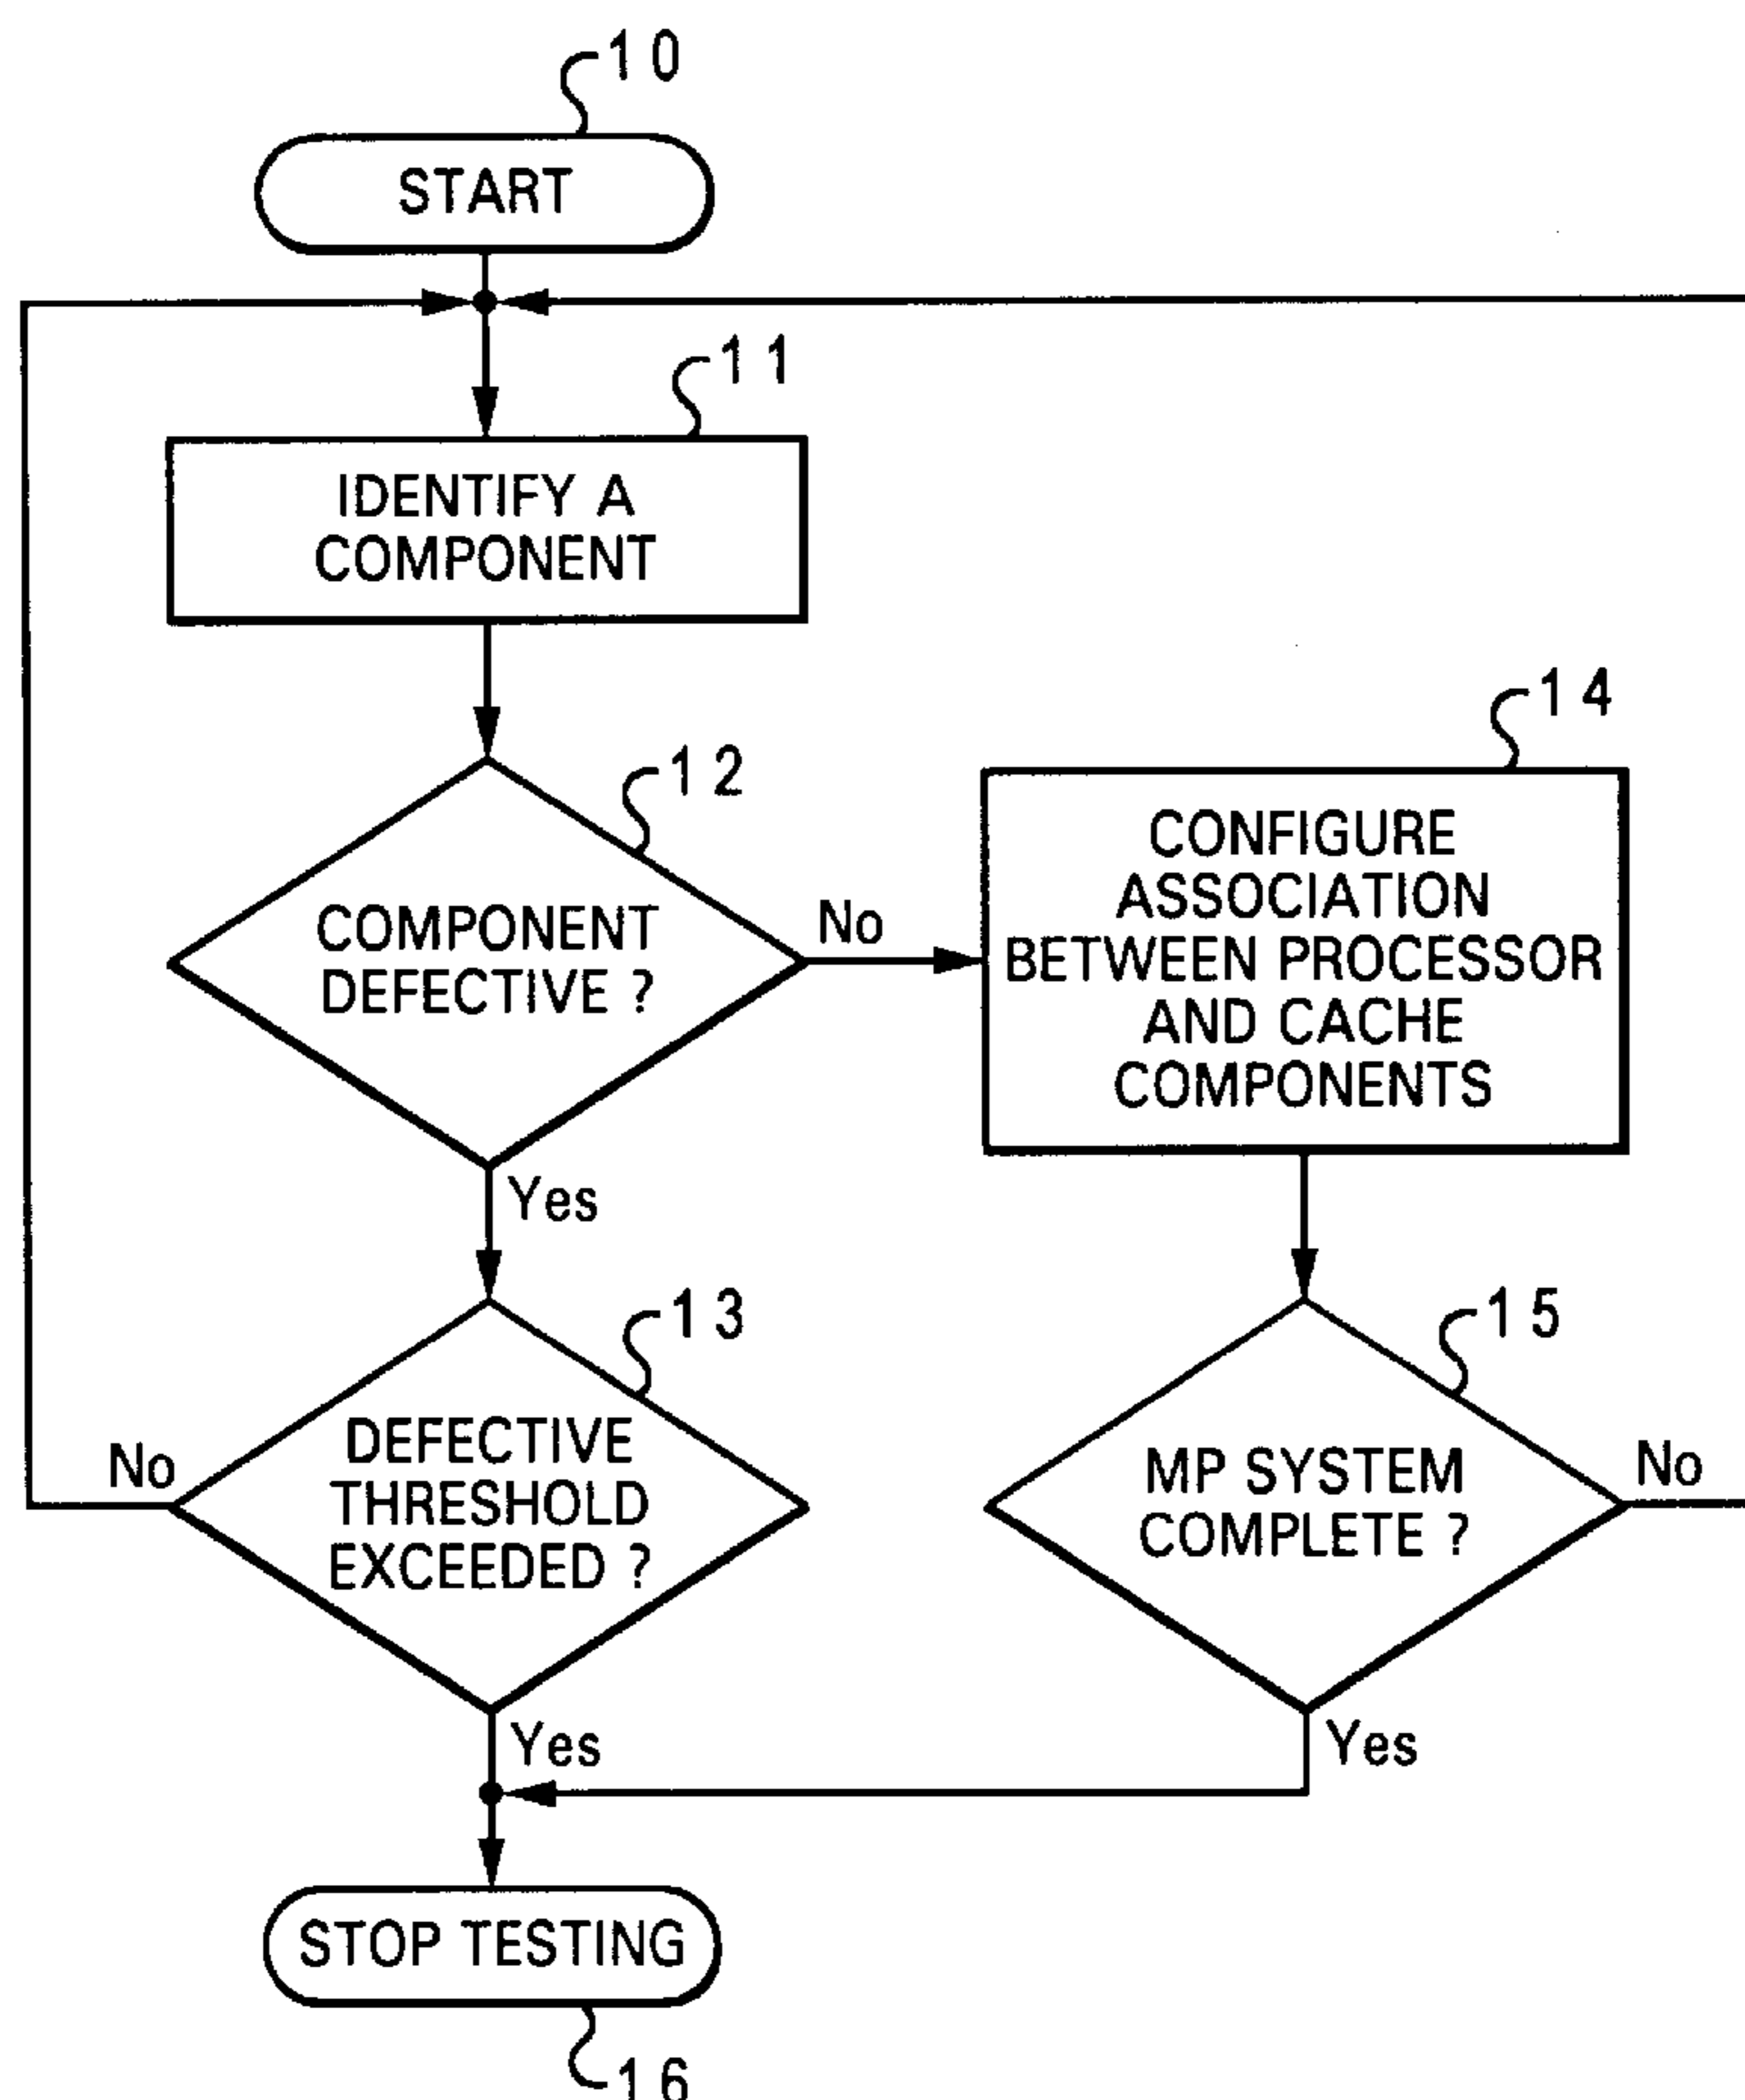 10
START
11
IDENTIFY A
COMPONENT
12
COMPONENT
DEFECTIVE ?
No
Yes
14
CONFIGURE
ASSOCIATION
BETWEEN PROCESSOR
AND CACHE
COMPONENTS
13
DEFECTIVE
THRESHOLD
EXCEEDED ?
No
Yes
15
MP SYSTEM
COMPLETE ?
No
Yes
STOP TESTING
16